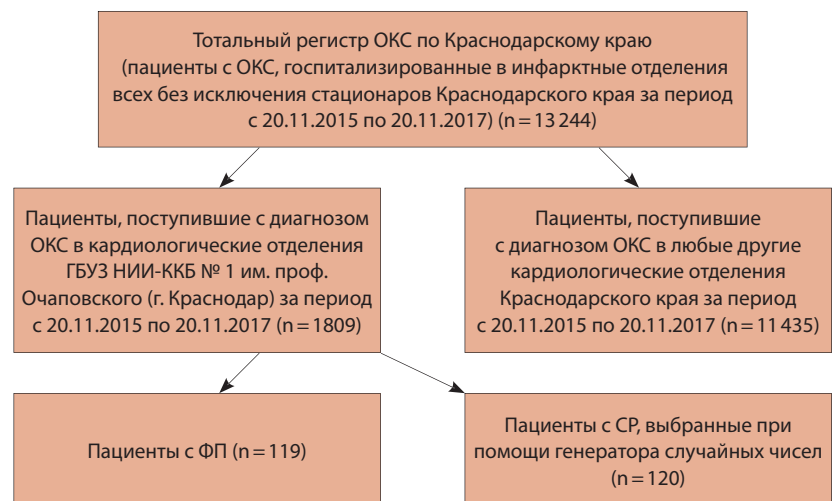 Тотальный регистр ОКС по Краснодарскому краю
(пациенты с ОКС, госпитализированные в инфарктные отделения
всех без исключения стационаров Краснодарского края за период
с 20.11.2015 по 20.11.2017) (n = 13 244)
Пациенты, поступившие с диагнозом
ОКС в кардиологические отделения
ГБУЗ НИИ-ККБ № 1 им. проф.
Очаповского (г. Краснодар) за период
с 20.11.2015 по 20.11.2017 (n = 1809)
Пациенты, поступившие
с диагнозом ОКС в любые другие
кардиологические отделения
Краснодарского края за период
с 20.11.2015 по 20.11.2017 (n = 11 435)
Пациенты с ФП (n = 119)
Пациенты с СР, выбранные при
помощи генератора случайных чисел
(n = 120)